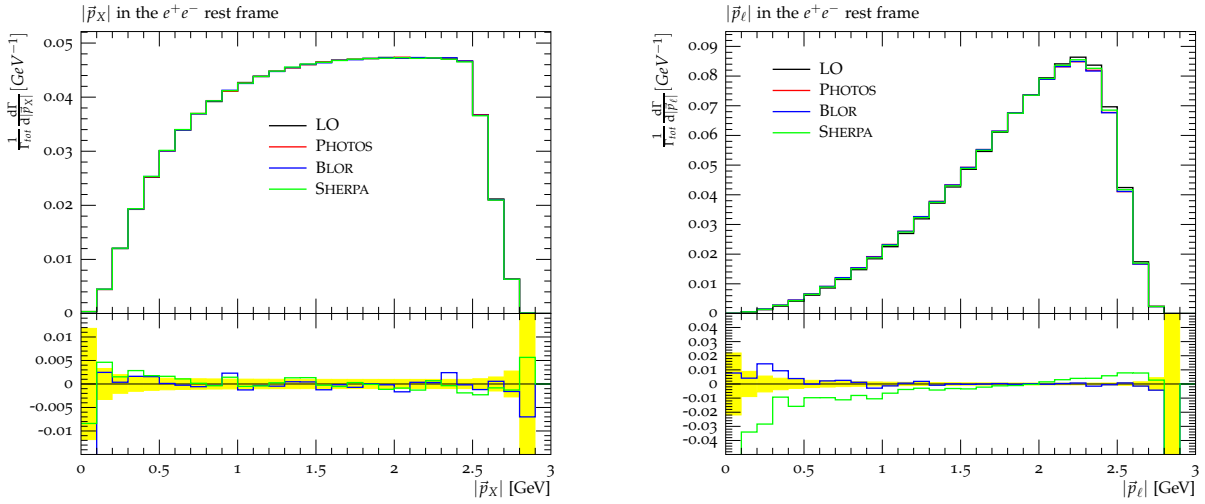 |p⃗_X| in the e⁺e⁻ rest frame
1/Γ_tot dΓ/d|p⃗_X| [GeV⁻¹]
0.05
0.04
0.03
0.02
0.01
0
LO
PHOTOS
BLOR
SHERPA
0.01
0.005
0
-0.005
-0.01
0 0.5 1 1.5 2 2.5 3
|p⃗_X| [GeV]
|p⃗_ℓ| in the e⁺e⁻ rest frame
1/Γ_tot dΓ/d|p⃗_ℓ| [GeV⁻¹]
0.09
0.08
0.07
0.06
0.05
0.04
0.03
0.02
0.01
0
LO
PHOTOS
BLOR
SHERPA
0.04
0.03
0.02
0.01
0
-0.01
-0.02
-0.03
-0.04
0 0.5 1 1.5 2 2.5 3
|p⃗_ℓ| [GeV]